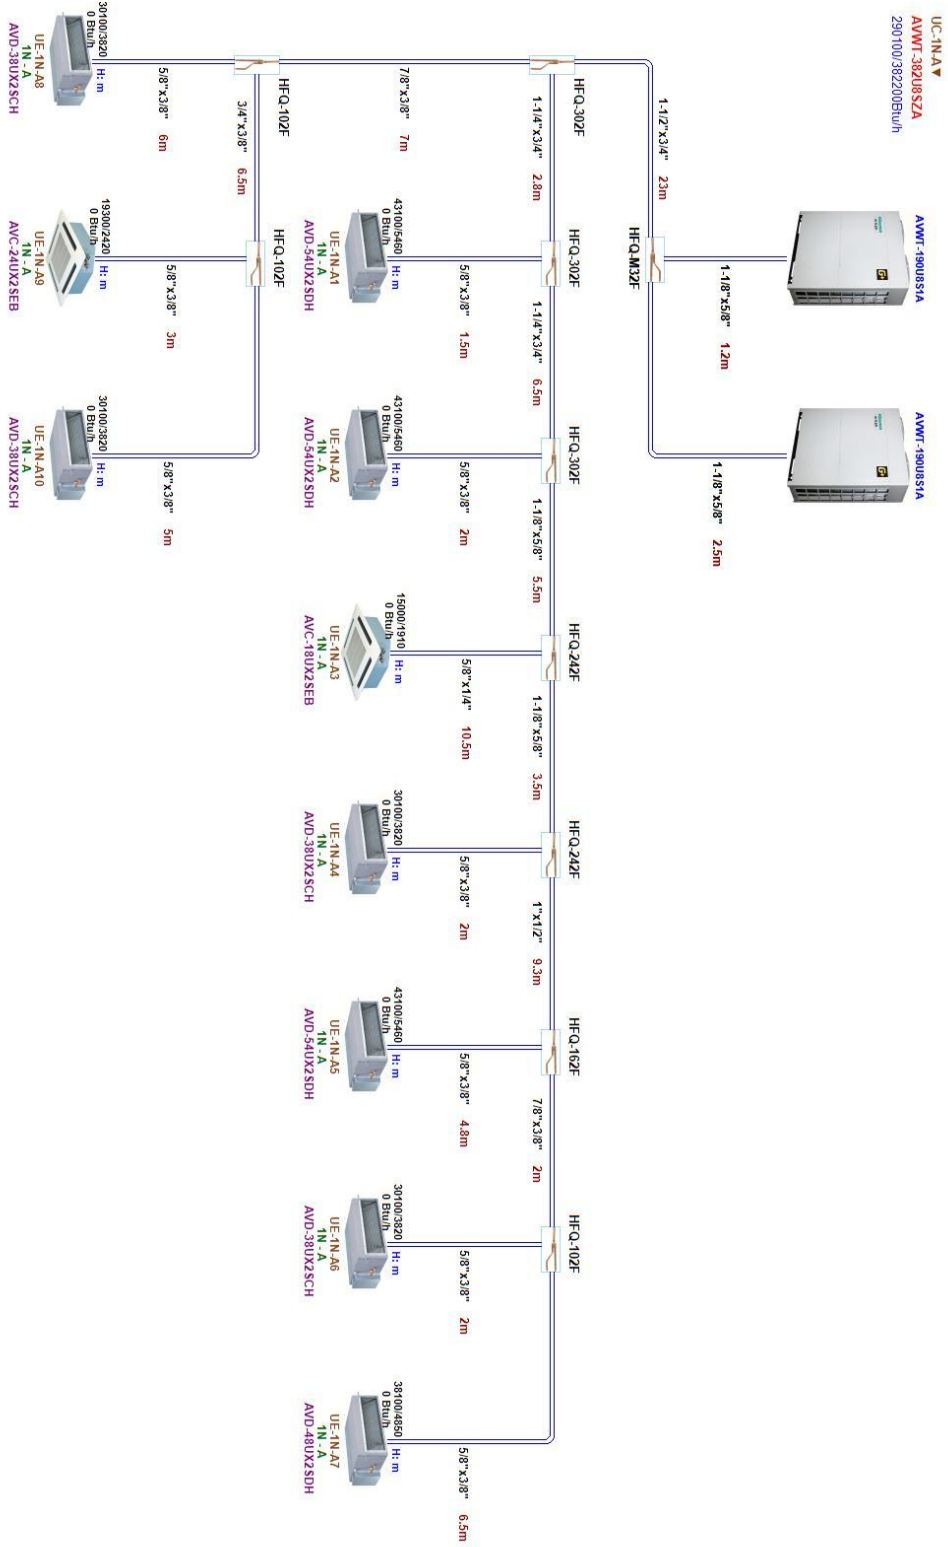 UC-1N-A▼
AVWT-382U8SZA
290100/382200Btu/h
AVWT-190U8S1A
AVWT-190U8S1A
1-1/8"x5/8" 1.2m
1-1/8"x5/8" 2.5m
HFQ-M32F
1-1/2"x3/4" 23m
HFQ-302F
1-1/4"x3/4" 2.8m
HFQ-302F
1-1/4"x3/4" 6.5m
HFQ-302F
1-1/8"x5/8" 5.5m
HFQ-242F
1-1/8"x5/8" 3.5m
HFQ-242F
1"x1/2" 9.3m
HFQ-162F
7/8"x3/8" 2m
HFQ-102F
5/8"x3/8" 1.5m
43100/5460
0 Btu/h
H: m
UE-1N-A1
1N - A
AVD-54UX2SDH
5/8"x3/8" 2m
43100/5460
0 Btu/h
H: m
UE-1N-A2
1N - A
AVD-54UX2SDH
5/8"x1/4" 10.5m
15000/1910
0 Btu/h
H: m
UE-1N-A3
1N - A
AVC-18UX2SEB
5/8"x3/8" 2m
30100/3820
0 Btu/h
H: m
UE-1N-A4
1N - A
AVD-38UX2SCH
5/8"x3/8" 4.8m
43100/5460
0 Btu/h
H: m
UE-1N-A5
1N - A
AVD-54UX2SDH
5/8"x3/8" 2m
30100/3820
0 Btu/h
H: m
UE-1N-A6
1N - A
AVD-38UX2SCH
5/8"x3/8" 6.5m
38100/4850
0 Btu/h
H: m
UE-1N-A7
1N - A
AVD-48UX2SDH
7/8"x3/8" 7m
HFQ-102F
3/4"x3/8" 6.5m
HFQ-102F
5/8"x3/8" 6m
30100/3820
0 Btu/h
H: m
UE-1N-A8
1N - A
AVD-38UX2SCH
5/8"x3/8" 3m
19300/2420
0 Btu/h
H: m
UE-1N-A9
1N - A
AVC-24UX2SEB
5/8"x3/8" 5m
30100/3820
0 Btu/h
H: m
UE-1N-A10
1N - A
AVD-38UX2SCH